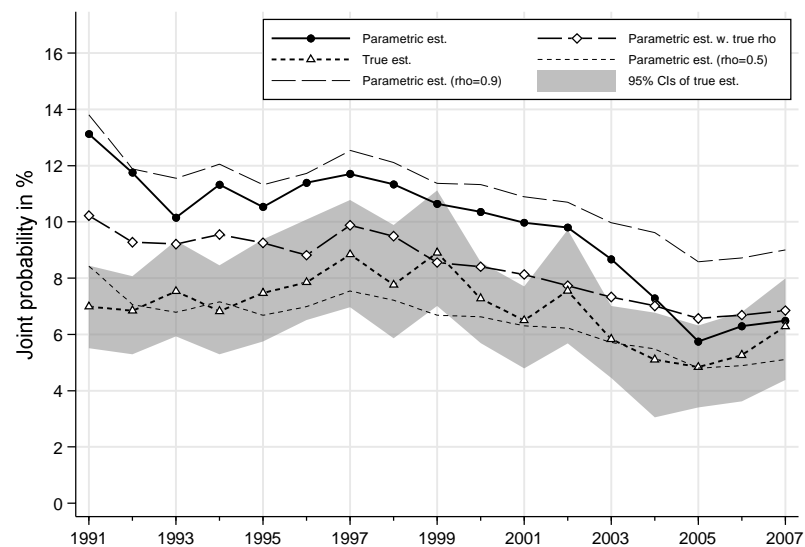 Parametric est.
Parametric est. w. true rho
True est.
Parametric est. (rho=0.5)
Parametric est. (rho=0.9)
95% CIs of true est.
Joint probability in %
16
14
12
10
8
6
4
2
0
1991 1993 1995 1997 1999 2001 2003 2005 2007